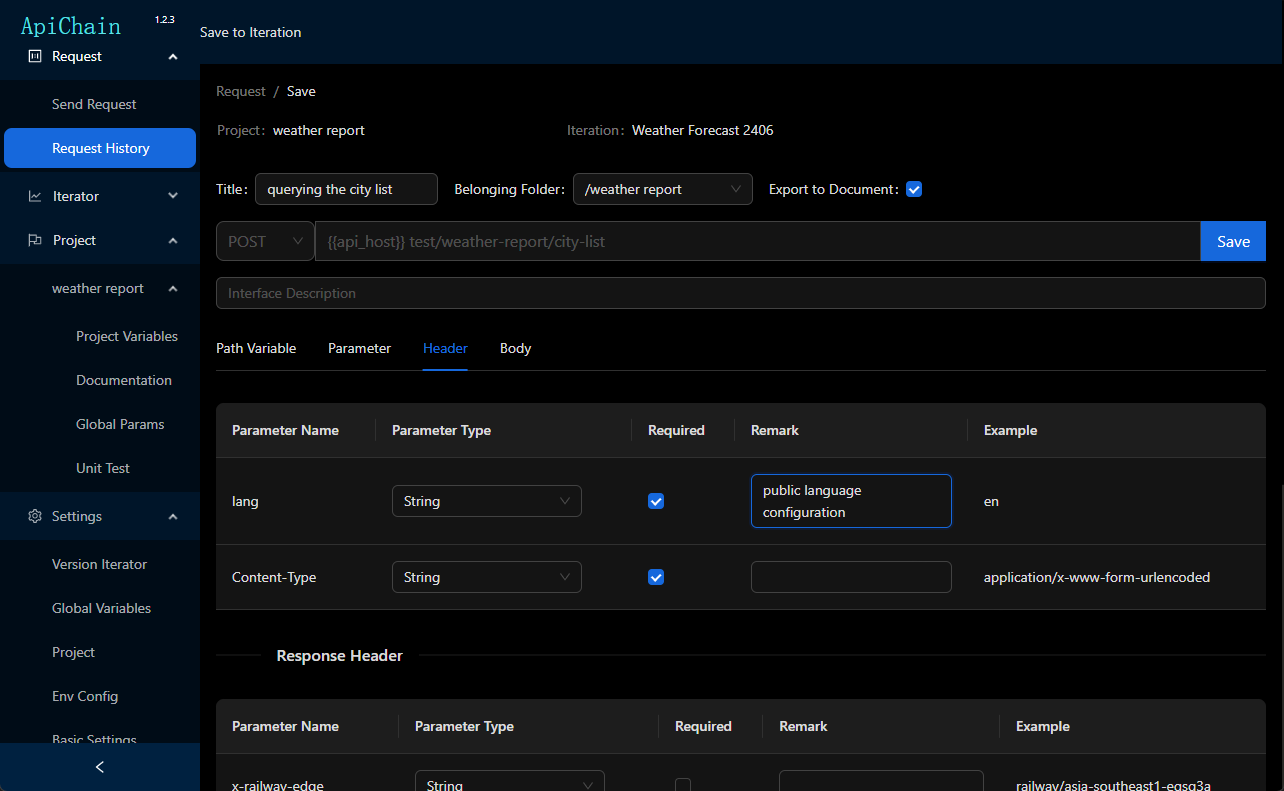 ApiChain 1.2.3
Save to Iteration
Request
Send Request
Request History
Iterator
Project
weather report
Project Variables
Documentation
Global Params
Unit Test
Settings
Version Iterator
Global Variables
Project
Env Config
Basic Settings
Request / Save
Project: weather report Iteration: Weather Forecast 2406
Title: querying the city list Belonging Folder: /weather report Export to Document:
POST {{api_host}} test/weather-report/city-list Save
Interface Description
Path Variable Parameter Header Body
Parameter Name Parameter Type Required Remark Example
lang String public language configuration en
Content-Type String application/x-www-form-urlencoded
Response Header
Parameter Name Parameter Type Required Remark Example
x-railway-edge String railway/asia-southeast1-eqsg3a